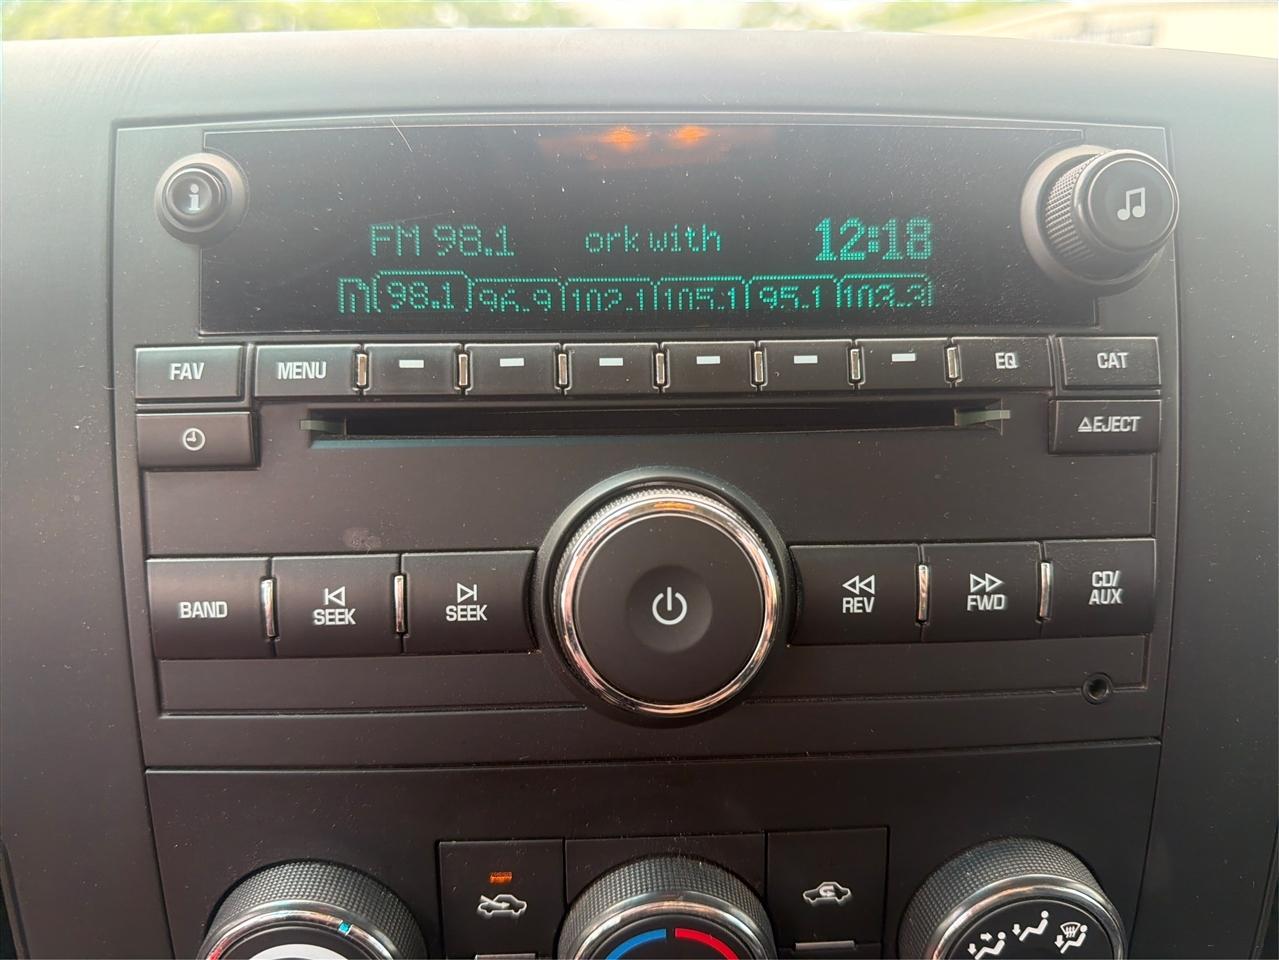 i
FM 98.1 ork with 12:18
98.1 96.9 102.1 105.1 95.1 103.3
FAV MENU EQ CAT
EJECT
BAND SEEK SEEK REV FWD CD/
AUX